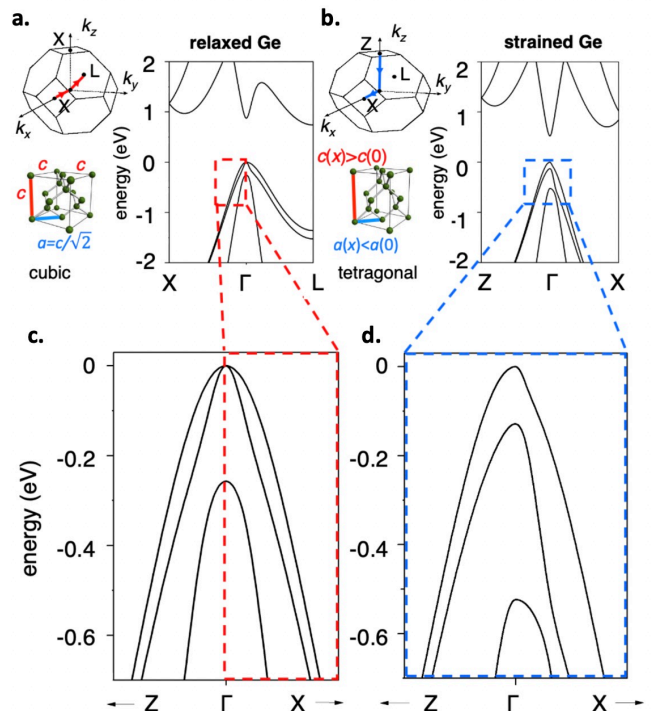 a.
relaxed Ge
k_z
X
L
k_y
X
k_x
c c
c
a=c/√2
cubic
energy (eV)
2
1
0
-1
-2
X Γ L
b.
strained Ge
k_z
Z
L
k_y
X
k_x
c(x)>c(0)
a(x)<a(0)
tetragonal
energy (eV)
2
1
0
-1
-2
Z Γ X
c.
energy (eV)
0
-0.2
-0.4
-0.6
← Z Γ X →
d.
0
-0.2
-0.4
-0.6
← Z Γ X →